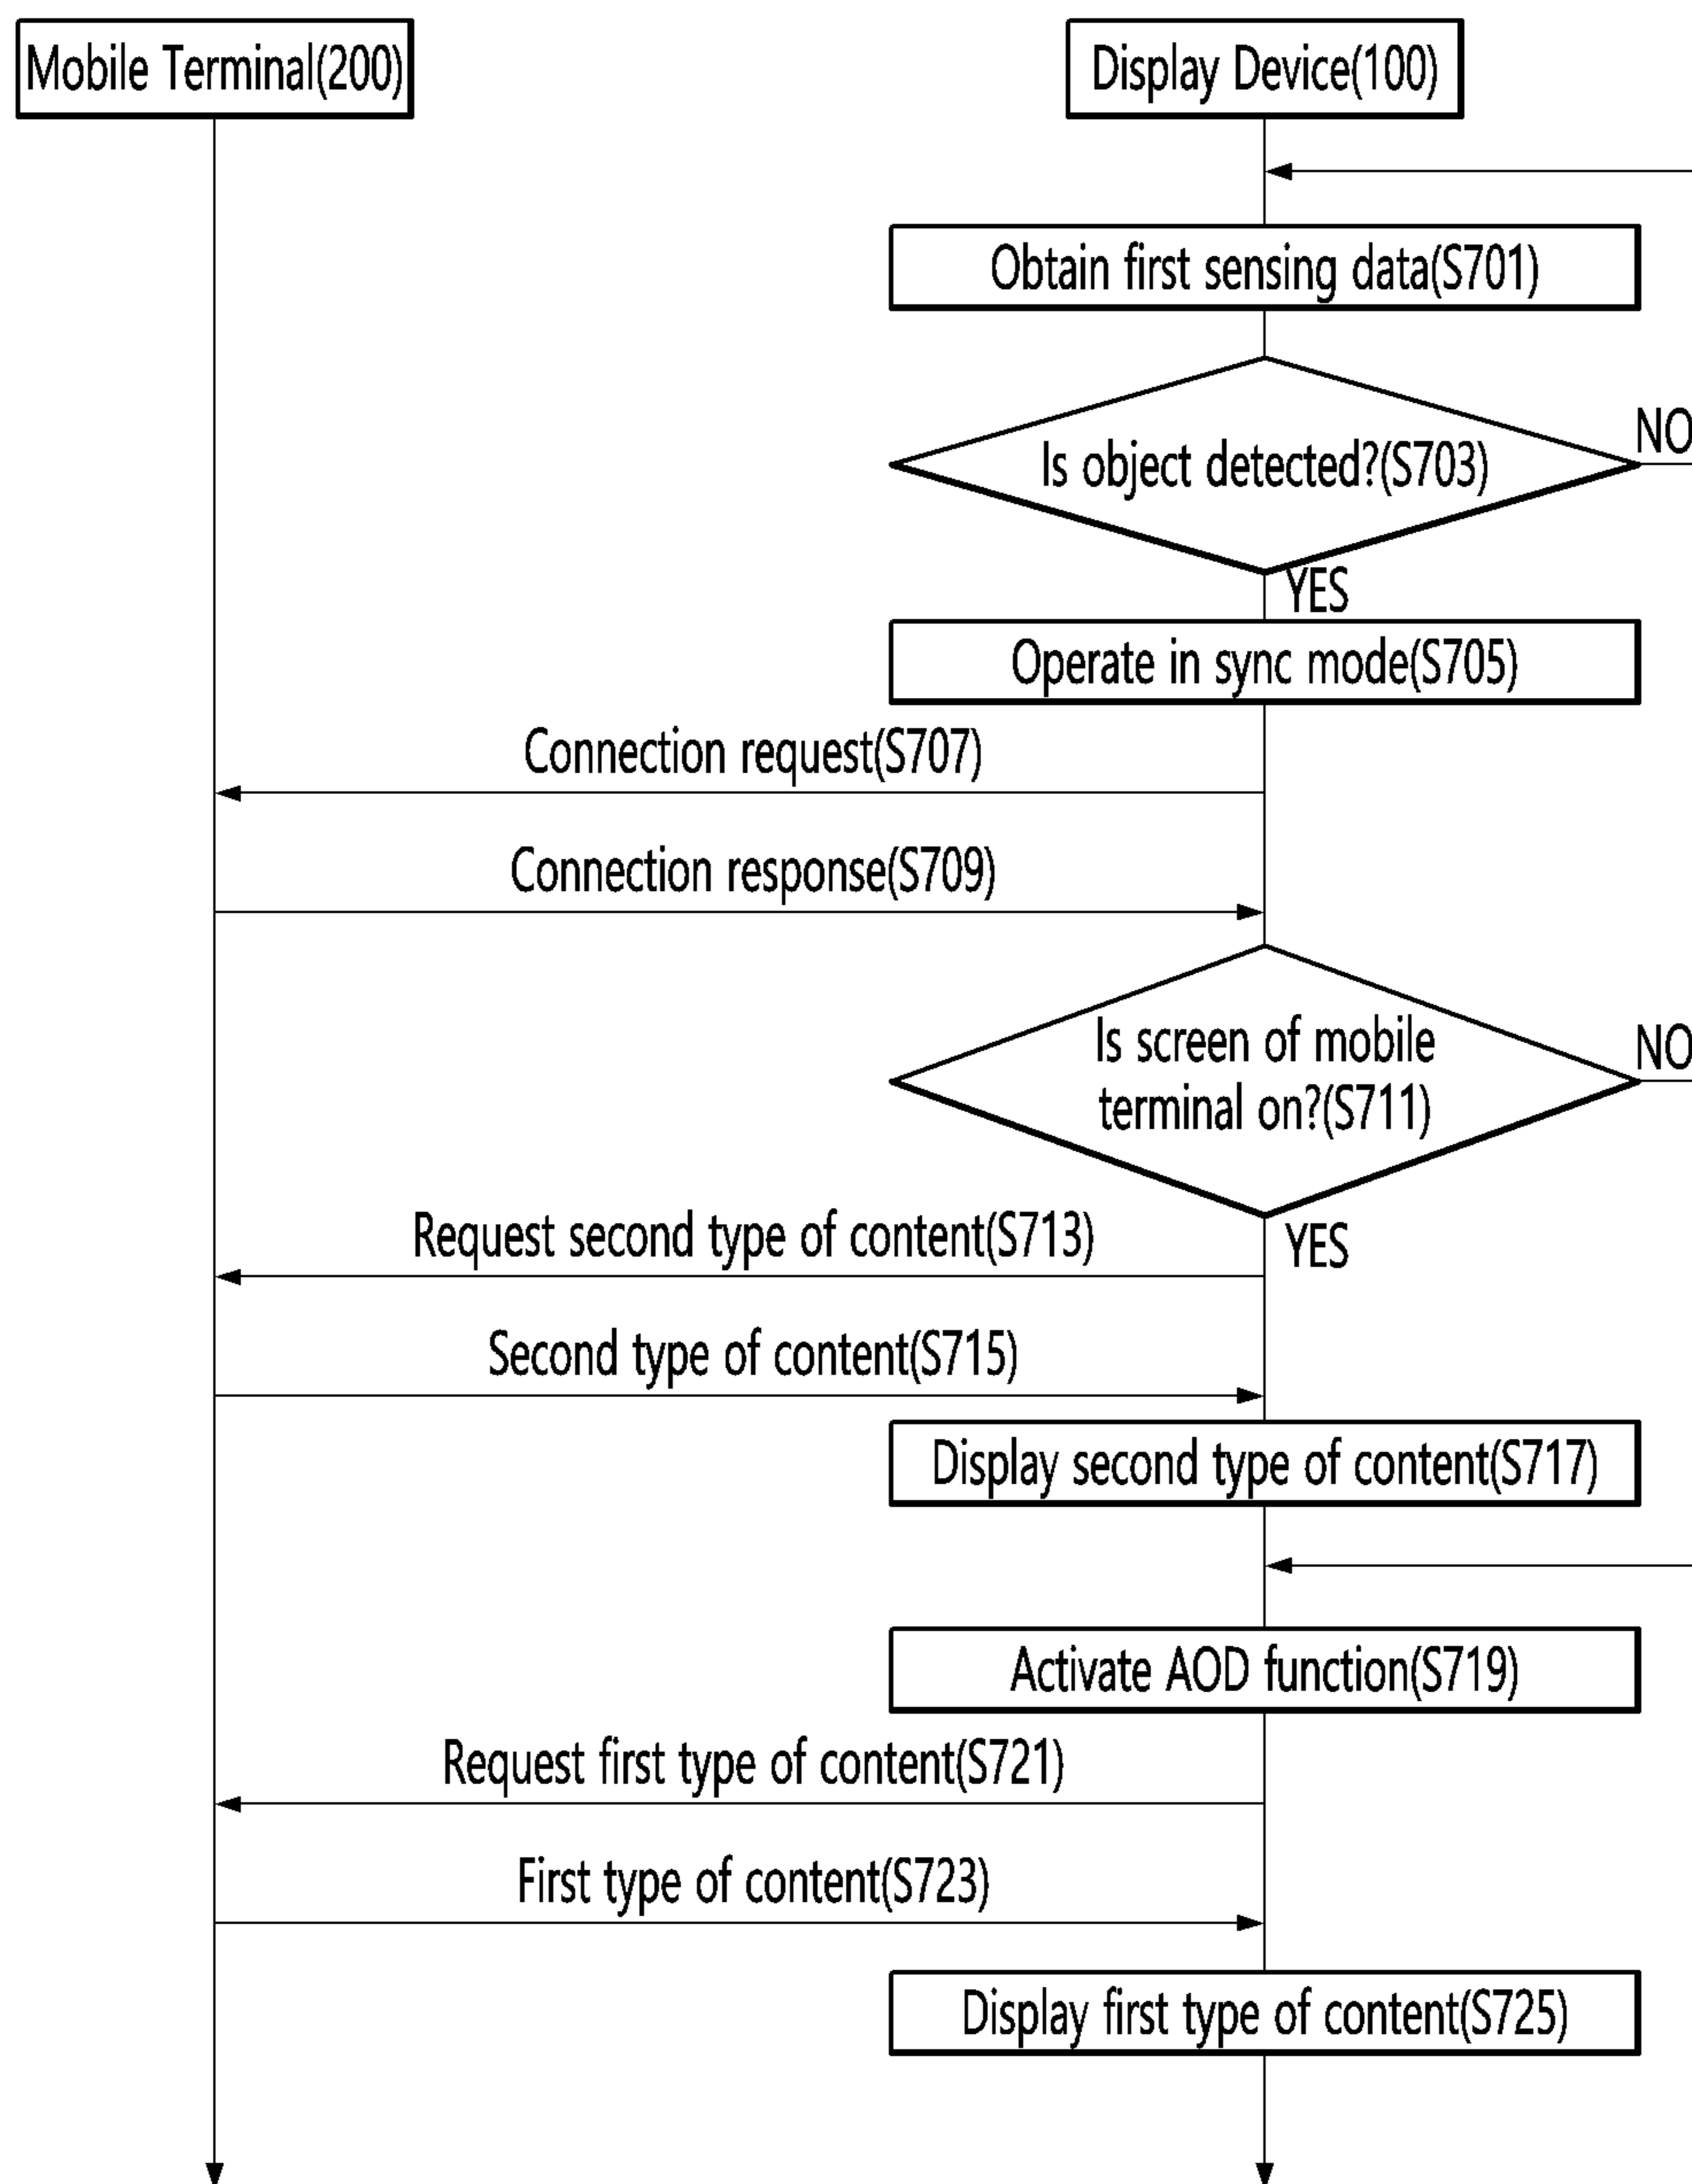 Mobile Terminal(200)
Display Device(100)
Obtain first sensing data(S701)
Is object detected?(S703)
NO
YES
Operate in sync mode(S705)
Connection request(S707)
Connection response(S709)
Is screen of mobile
terminal on?(S711)
NO
YES
Request second type of content(S713)
Second type of content(S715)
Display second type of content(S717)
Activate AOD function(S719)
Request first type of content(S721)
First type of content(S723)
Display first type of content(S725)